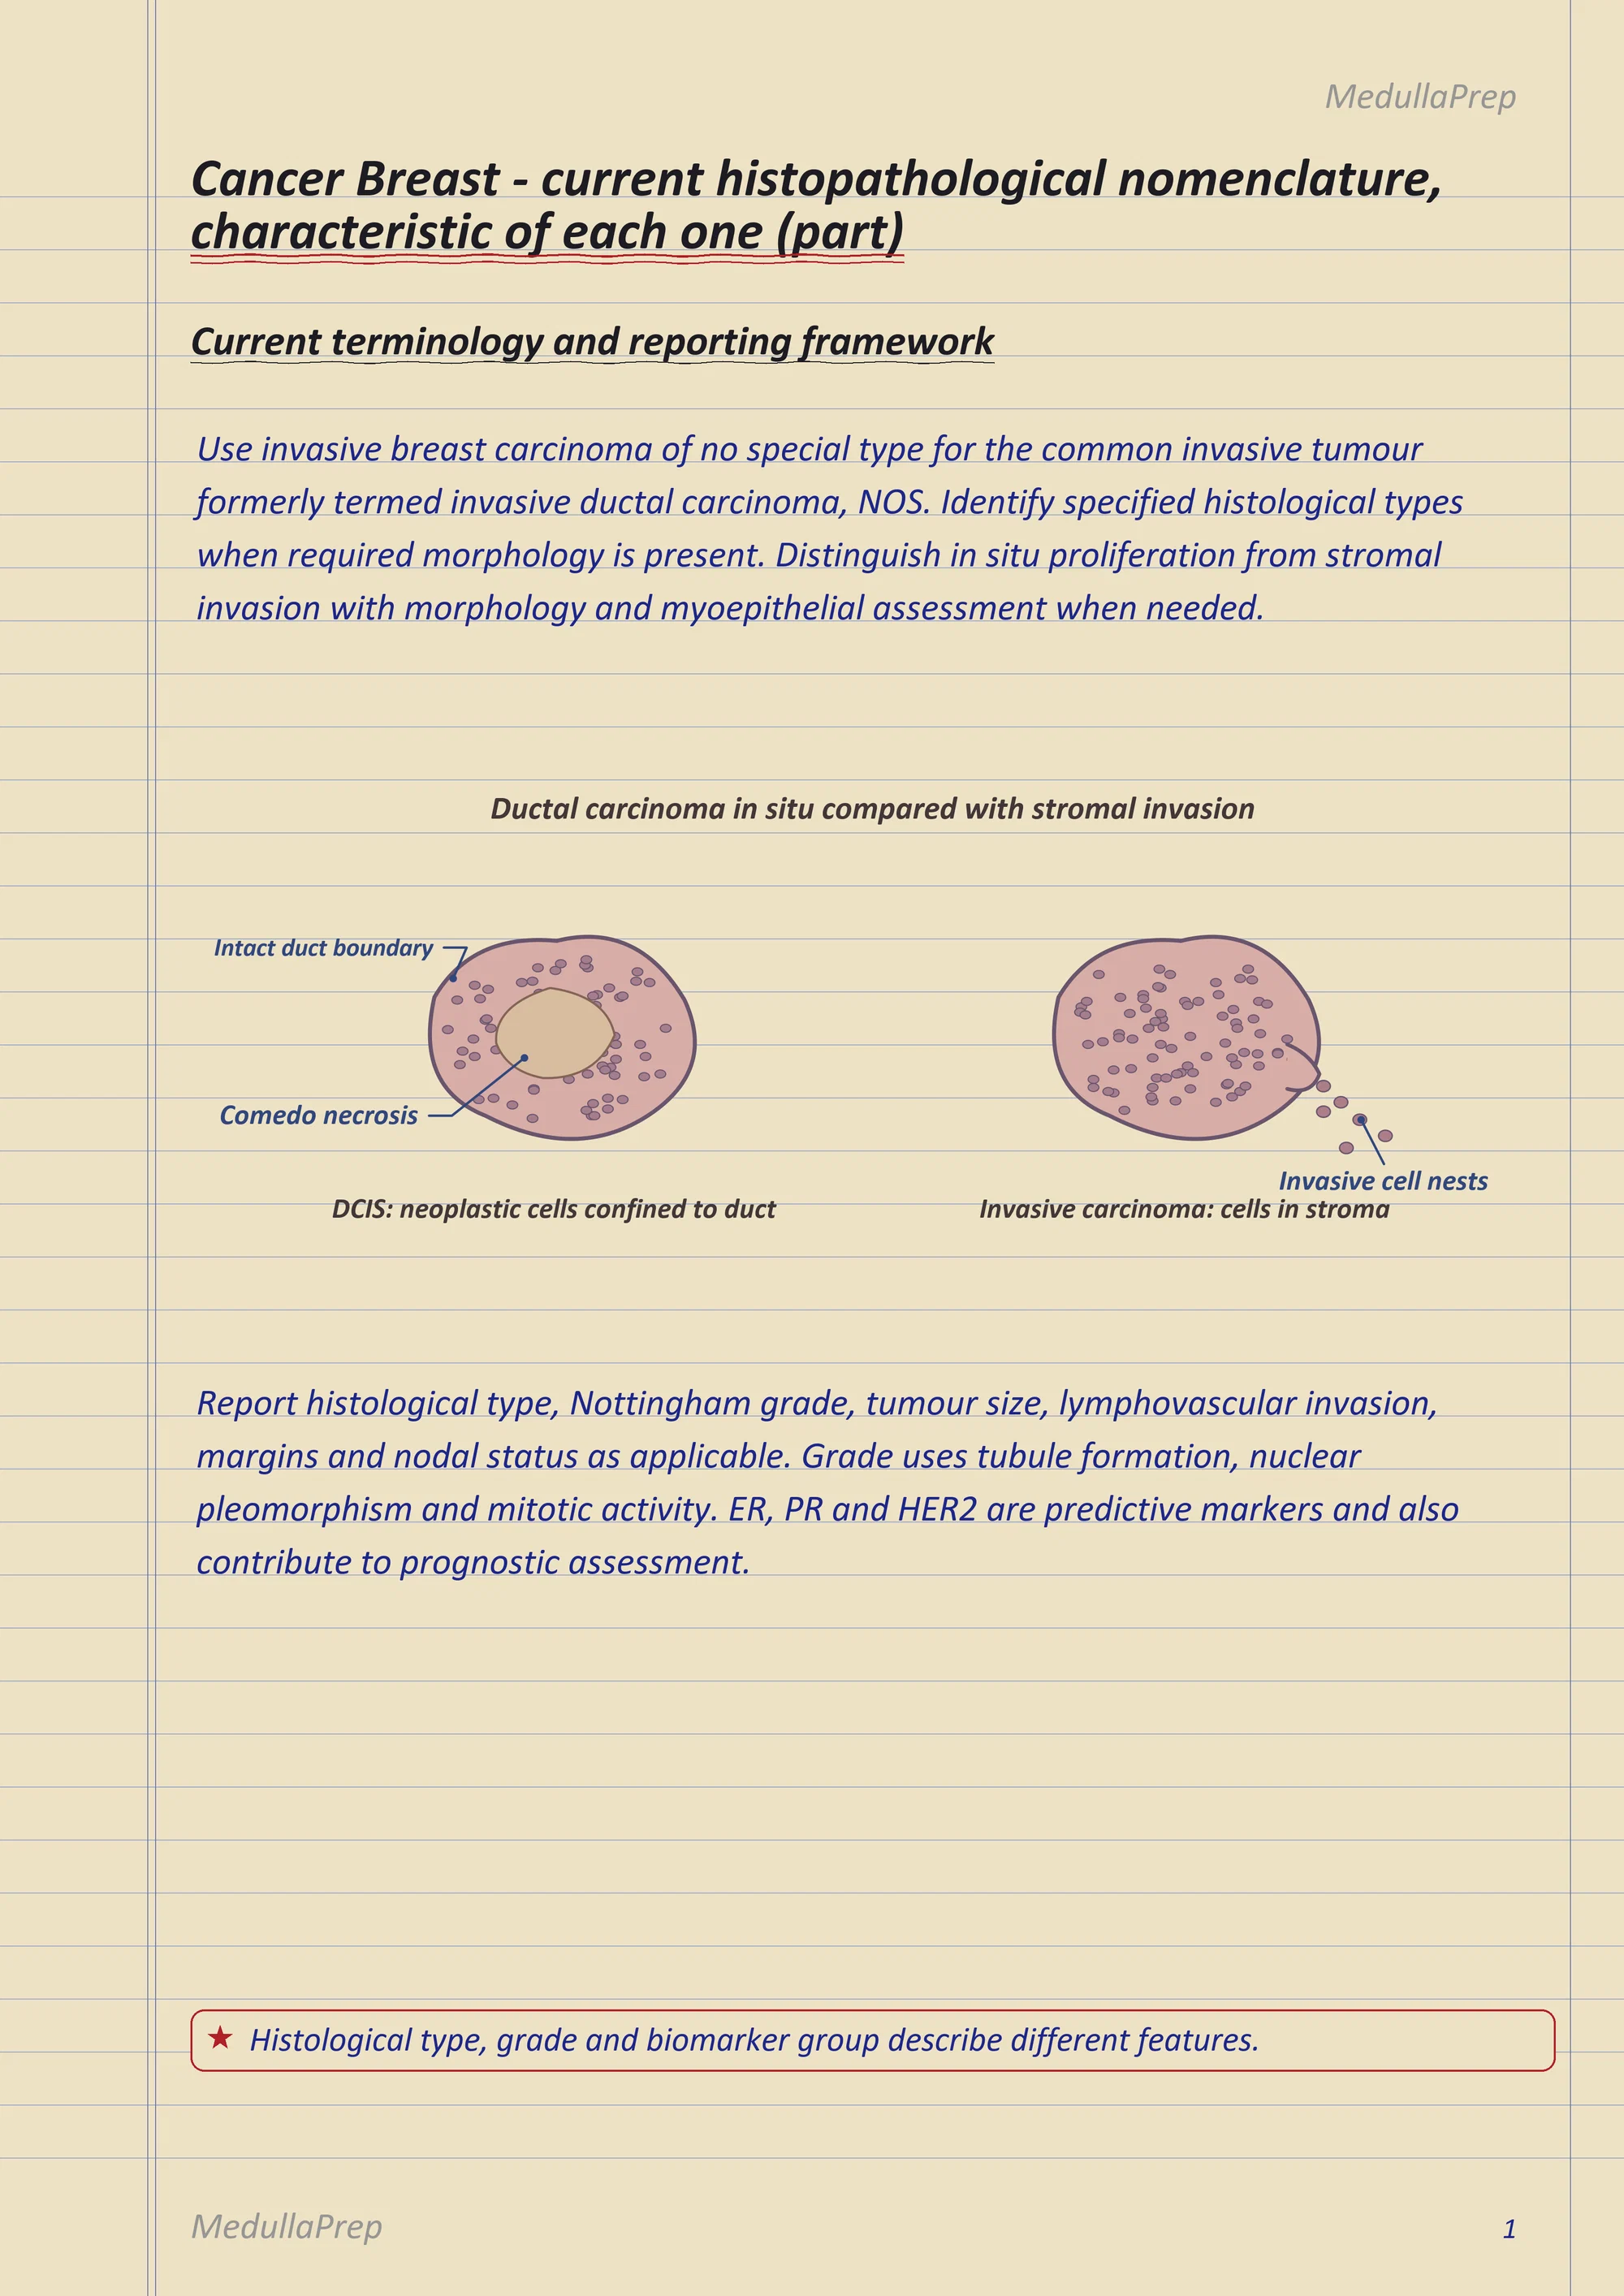 MedullaPrep
Cancer Breast - current histopathological nomenclature,
characteristic of each one (part)
Current terminology and reporting framework
Use invasive breast carcinoma of no special type for the common invasive tumour
formerly termed invasive ductal carcinoma, NOS. Identify specified histological types
when required morphology is present. Distinguish in situ proliferation from stromal
invasion with morphology and myoepithelial assessment when needed.
Ductal carcinoma in situ compared with stromal invasion
Intact duct boundary
Comedo necrosis
DCIS: neoplastic cells confined to duct
Invasive cell nests
Invasive carcinoma: cells in stroma
Report histological type, Nottingham grade, tumour size, lymphovascular invasion,
margins and nodal status as applicable. Grade uses tubule formation, nuclear
pleomorphism and mitotic activity. ER, PR and HER2 are predictive markers and also
contribute to prognostic assessment.
★ Histological type, grade and biomarker group describe different features.
MedullaPrep
1